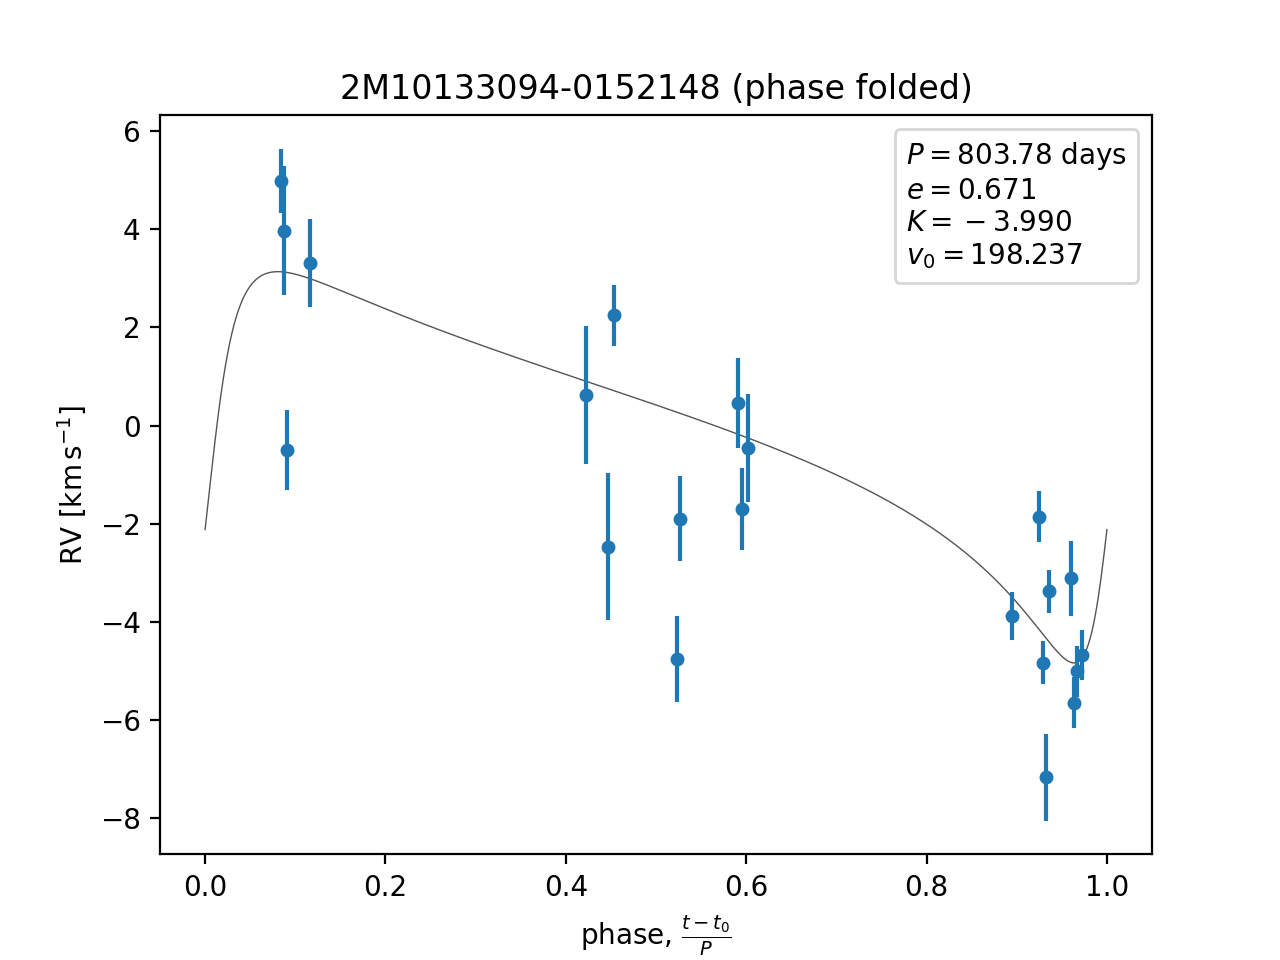 2M10133094-0152148 (phase folded)
P = 803.78 days
e = 0.671
K = −3.990
v₀ = 198.237
6
4
2
0
−2
−4
−6
−8
RV [km s⁻¹]
0.0 0.2 0.4 0.6 0.8 1.0
phase, (t − t₀)/P